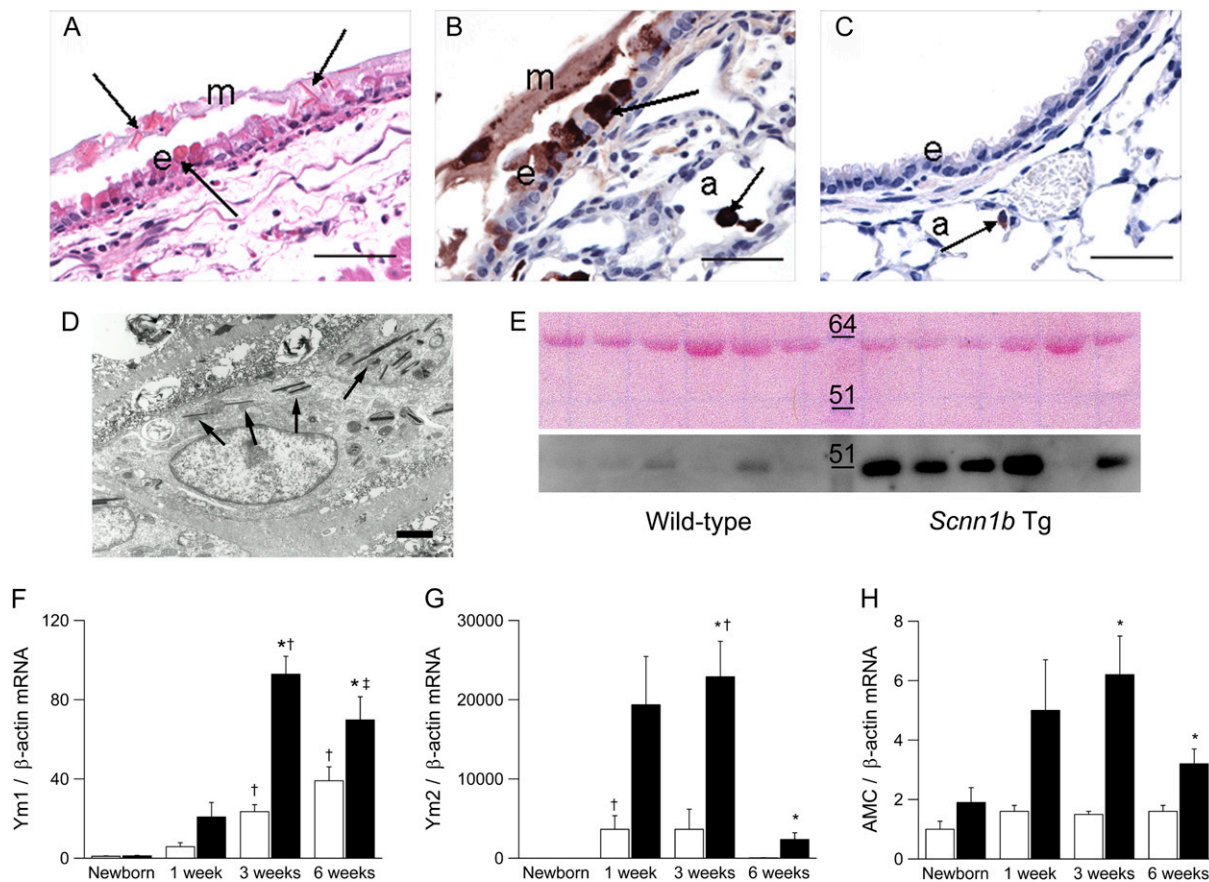 A
m
e
B
m
e
a
C
e
a
D
E
64
51
51
Wild-type
Scnn1b Tg
F
Ym1 / β-actin mRNA
120
80
40
0
*†
*‡
†
†
Newborn
1 week
3 weeks
6 weeks
G
Ym2 / β-actin mRNA
30000
20000
10000
0
*†
†
*
Newborn
1 week
3 weeks
6 weeks
H
AMC / β-actin mRNA
8
6
4
2
0
*
*
Newborn
1 week
3 weeks
6 weeks